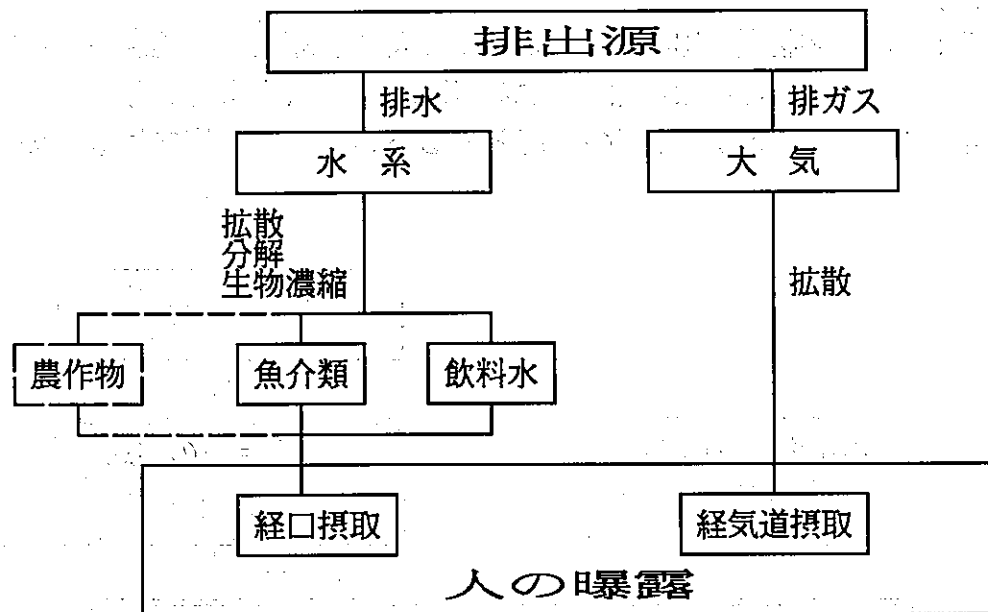 排出源
排水
排ガス
水系
大気
拡散
分解
生物濃縮
拡散
農作物
魚介類
飲料水
経口摂取
経気道摂取
人の曝露